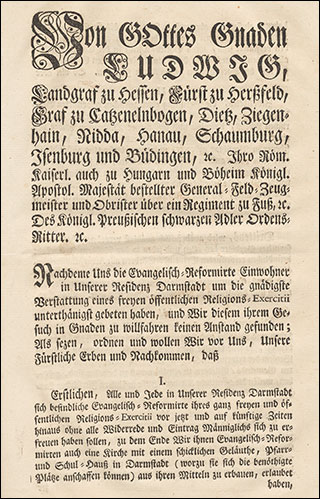 Von GOttes Gnaden
LUDWIG,
Landgraf zu Hessen, Fürst zu Herßfeld,
Graf zu Catzenelnbogen, Dietz, Ziegen-
hain, Nidda, Hanau, Schaumburg,
Isenburg und Büdingen, ꝛc. Ihro Röm.
Kaiserl. auch zu Hungarn und Böheim Königl.
Apostol. Majestät bestellter General-Feld-Zeug-
meister und Obrister über ein Regiment zu Fuß, ꝛc.
Des Königl. Preußischen schwarzen Adler Ordens-
Ritter. ꝛc.
Nachdeme Uns die Evangelisch-Reformirte Einwohner
in Unserer Residenz Darmstadt um die gnädigste
Verstattung eines freyen öffentlichen Religions-Exercitii
unterthänigst gebeten haben, und Wir diesem ihrem Ge-
such in Gnaden zu willfahren keinen Anstand gefunden;
Als setzen, ordnen und wollen Wir vor Uns, Unsere
Fürstliche Erben und Nachkommen, daß
I.
Erstlichen, Alle und Jede in Unserer Residenz Darmstadt
sich befindliche Evangelisch-Reformirte ihres ganz freyen und öf-
fentlichen Religions-Exercitii vor jetzt und auf künftige Zeiten
hinaus ohne alle Widerrede und Eintrag Männiglichs sich zu er-
freuen haben sollen, zu dem Ende Wir ihnen Evangelisch-Refor-
mirten auch eine Kirche mit einem schicklichen Geläute, Pfarr-
und Schul-Hauß in Darmstadt (worzu sie sich die benöthigte
Plätze anschaffen können) aus ihren Mitteln zu erbauen, erlaubet
haben,